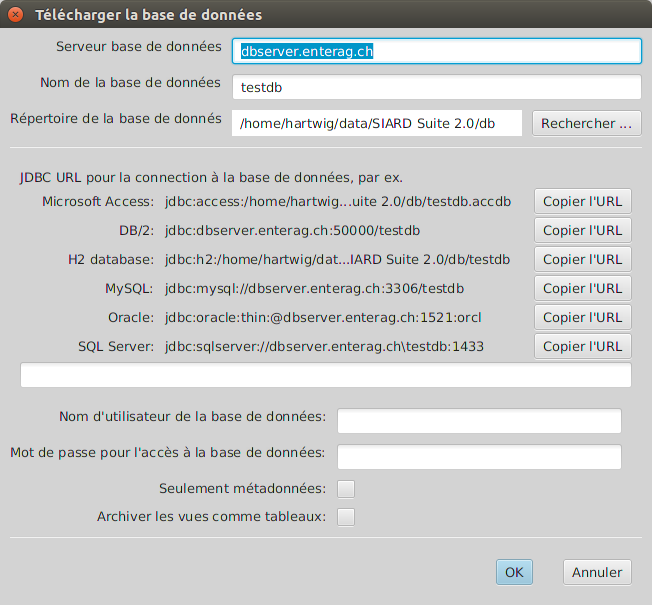 Télécharger la base de données
Serveur base de données dbserver.enterag.ch
Nom de la base de données testdb
Répertoire de la base de donnés /home/hartwig/data/SIARD Suite 2.0/db Rechercher ...
JDBC URL pour la connection à la base de données, par ex.
Microsoft Access: jdbc:access:/home/hartwig...uite 2.0/db/testdb.accdb Copier l'URL
DB/2: jdbc:dbserver.enterag.ch:50000/testdb Copier l'URL
H2 database: jdbc:h2:/home/hartwig/dat...IARD Suite 2.0/db/testdb Copier l'URL
MySQL: jdbc:mysql://dbserver.enterag.ch:3306/testdb Copier l'URL
Oracle: jdbc:oracle:thin:@dbserver.enterag.ch:1521:orcl Copier l'URL
SQL Server: jdbc:sqlserver://dbserver.enterag.ch\testdb:1433 Copier l'URL
Nom d'utilisateur de la base de données:
Mot de passe pour l'accès à la base de données:
Seulement métadonnées:
Archiver les vues comme tableaux:
OK Annuler